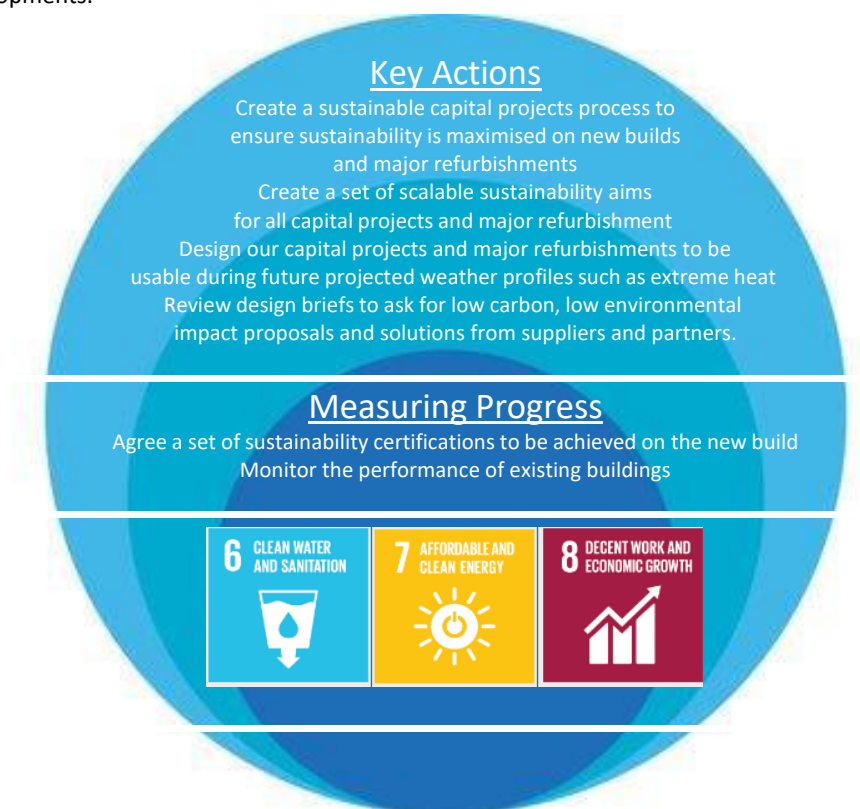 opments.
Key Actions
Create a sustainable capital projects process to
ensure sustainability is maximised on new builds
and major refurbishments
Create a set of scalable sustainability aims
for all capital projects and major refurbishment
Design our capital projects and major refurbishments to be
usable during future projected weather profiles such as extreme heat
Review design briefs to ask for low carbon, low environmental
impact proposals and solutions from suppliers and partners.
Measuring Progress
Agree a set of sustainability certifications to be achieved on the new build
Monitor the performance of existing buildings
6 CLEAN WATER
AND SANITATION
7 AFFORDABLE AND
CLEAN ENERGY
8 DECENT WORK AND
ECONOMIC GROWTH